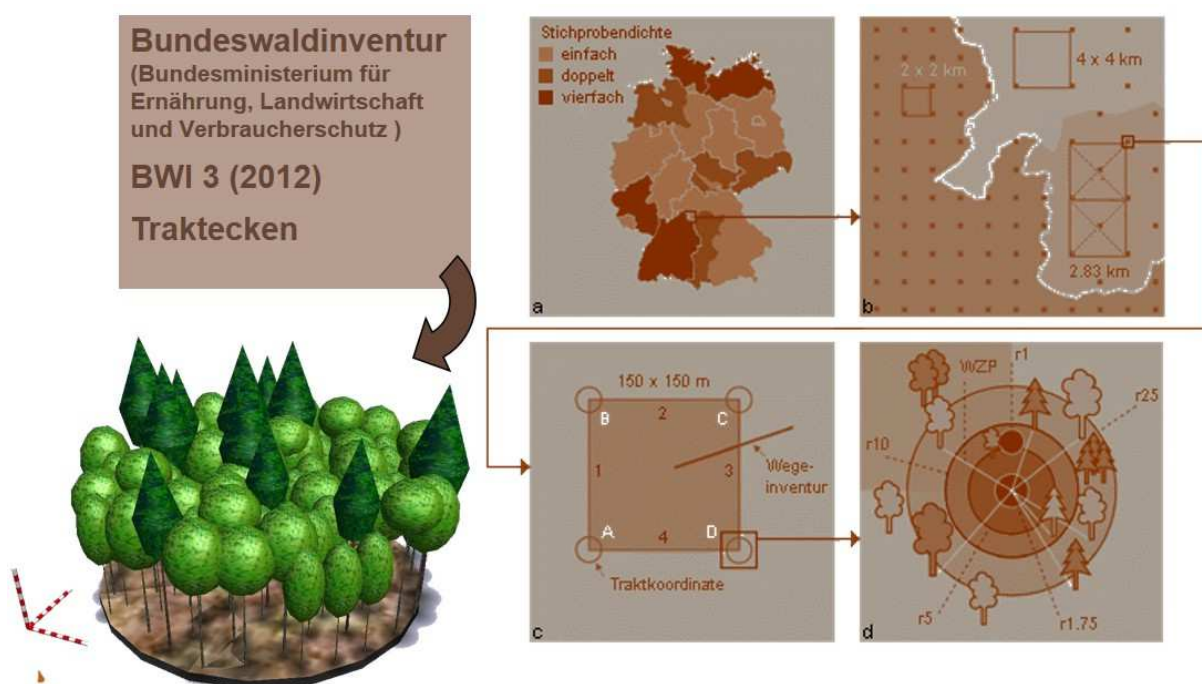 Bundeswaldinventur
(Bundesministerium für
Ernährung, Landwirtschaft
und Verbraucherschutz )
BWI 3 (2012)
Traktecken
Stichprobendichte
einfach
doppelt
vierfach
a
2 x 2 km
4 x 4 km
2.83 km
b
150 x 150 m
B
2
C
1
3
Wege-
inventur
A
4
D
Traktkoordinate
c
r1
WZP
r25
r10
r5
r1.75
d